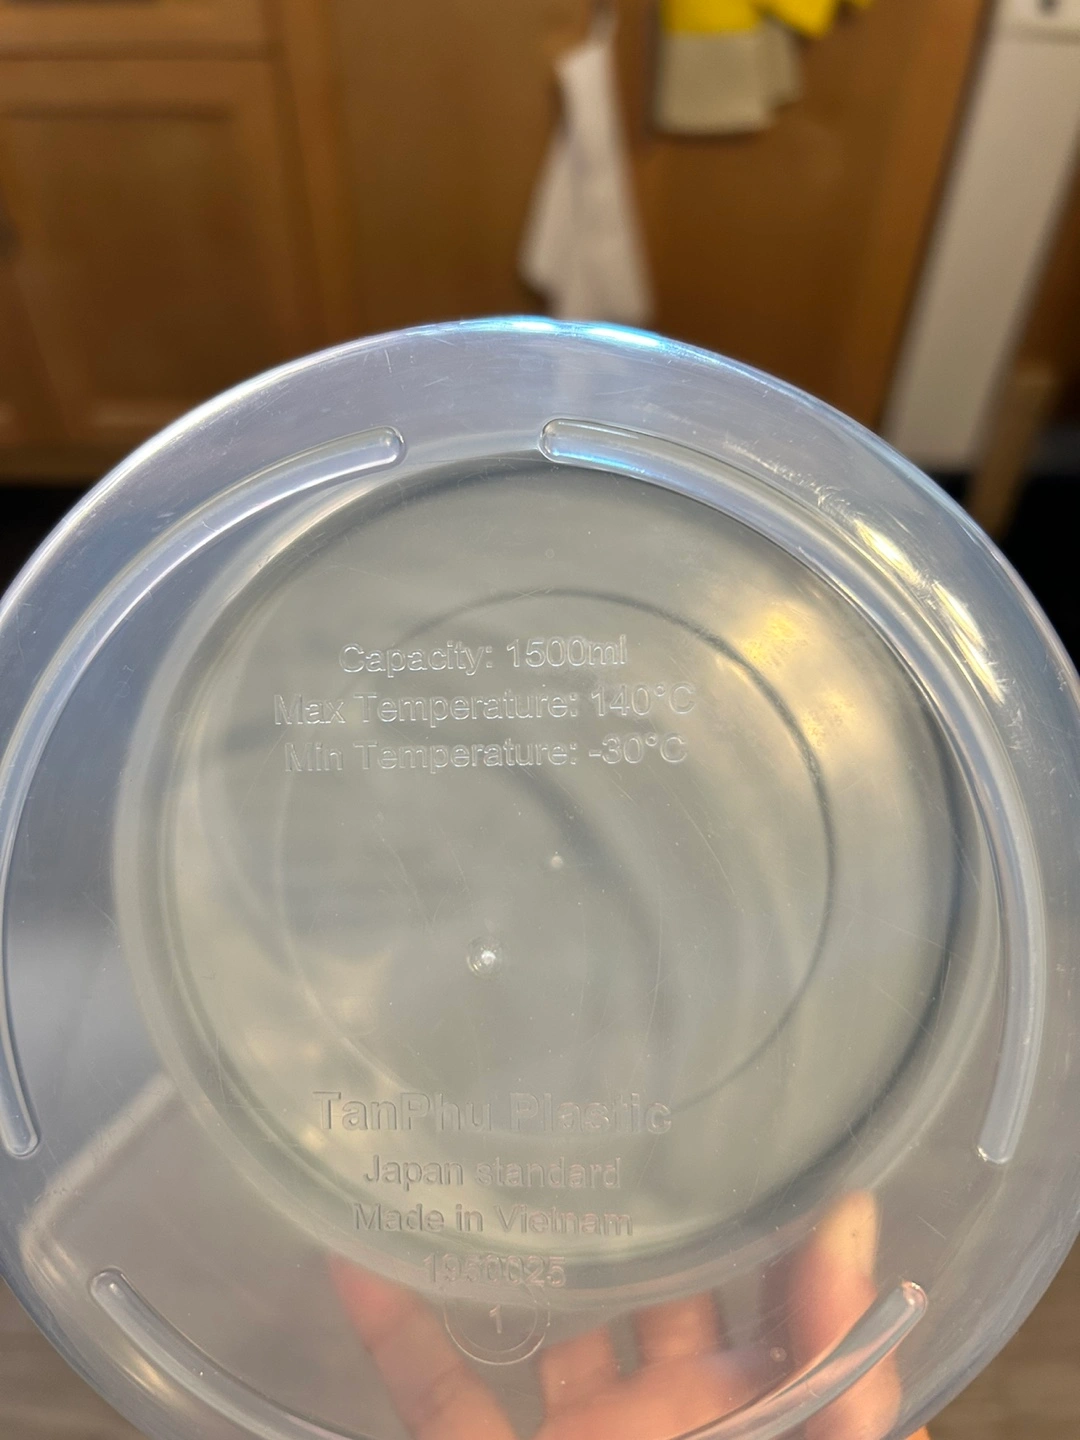 Capacity: 1500ml
Max Temperature: 140°C
Min Temperature: -30°C
TanPhu Plastic
Japan standard
Made in Vietnam
1